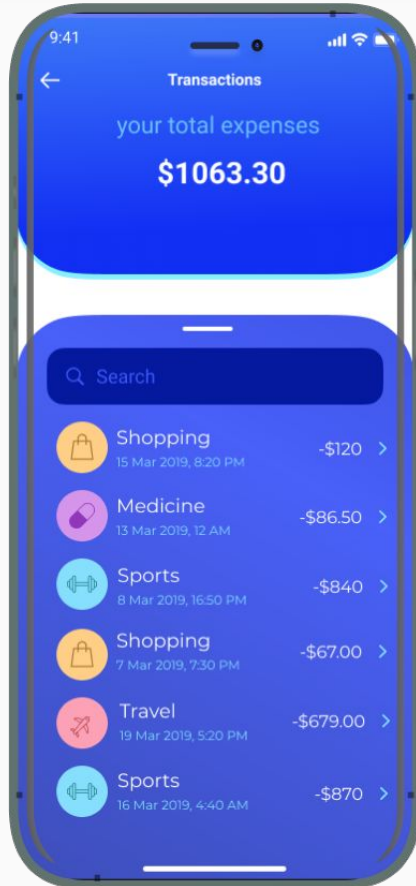 9:41
Transactions
your total expenses
$1063.30
Search
Shopping
-$120
15 Mar 2019, 8:20 PM
Medicine
-$86.50
13 Mar 2019, 12 AM
Sports
-$840
8 Mar 2019, 16:50 PM
Shopping
-$67.00
7 Mar 2019, 7:30 PM
Travel
-$679.00
19 Mar 2019, 5:20 PM
Sports
-$870
16 Mar 2019, 4:40 AM